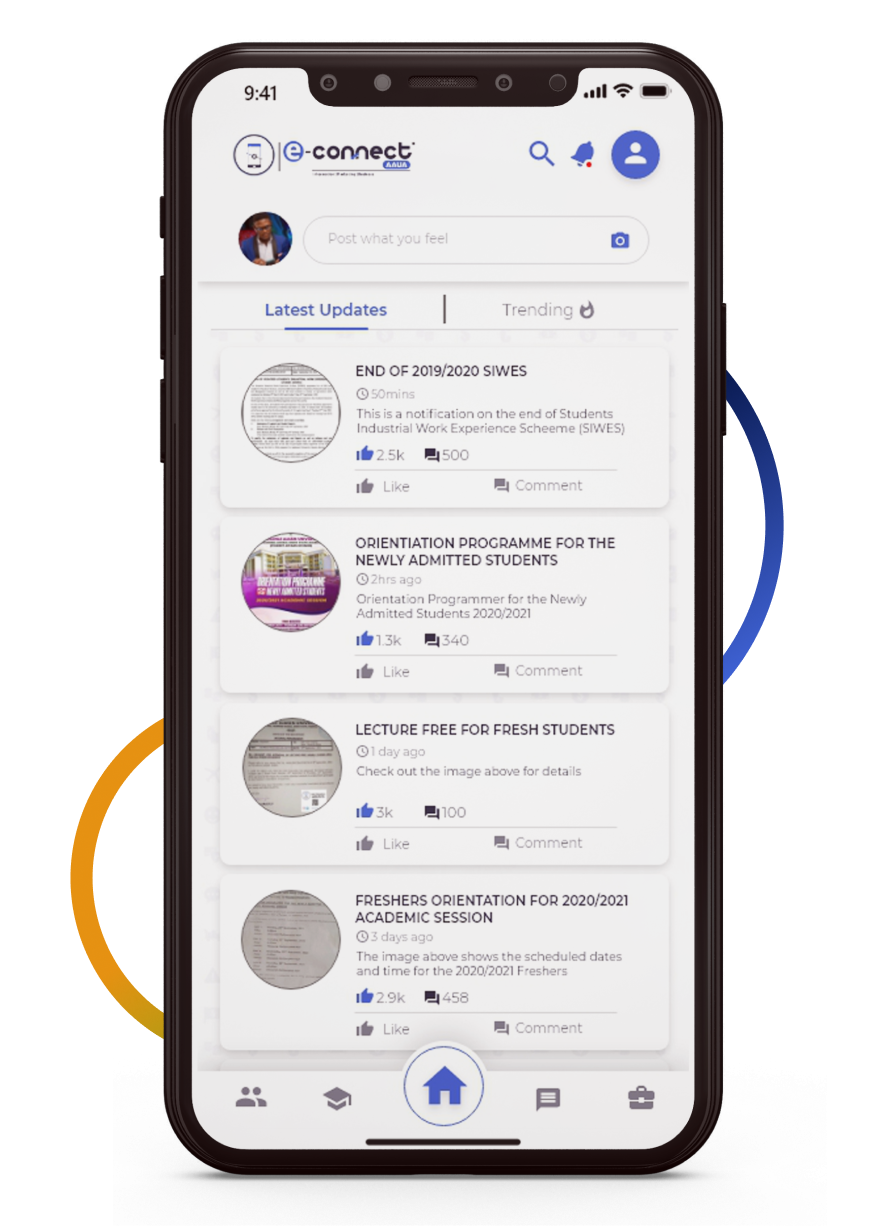 9:41
e-connect
AAUA
Post what you feel
Latest Updates
Trending
END OF 2019/2020 SIWES
50mins
This is a notification on the end of Students
Industrial Work Experience Scheeme (SIWES)
2.5k 500
Like Comment
ORIENTIATION PROGRAMME FOR THE
NEWLY ADMITTED STUDENTS
2hrs ago
Orientation Programmer for the Newly
Admitted Students 2020/2021
1.3k 340
Like Comment
ORIENTATION PROGRAMME
NEWLY ADMITTED STUDENTS
LECTURE FREE FOR FRESH STUDENTS
1 day ago
Check out the image above for details
3k 100
Like Comment
FRESHERS ORIENTATION FOR 2020/2021
ACADEMIC SESSION
3 days ago
The image above shows the scheduled dates
and time for the 2020/2021 Freshers
2.9k 458
Like Comment